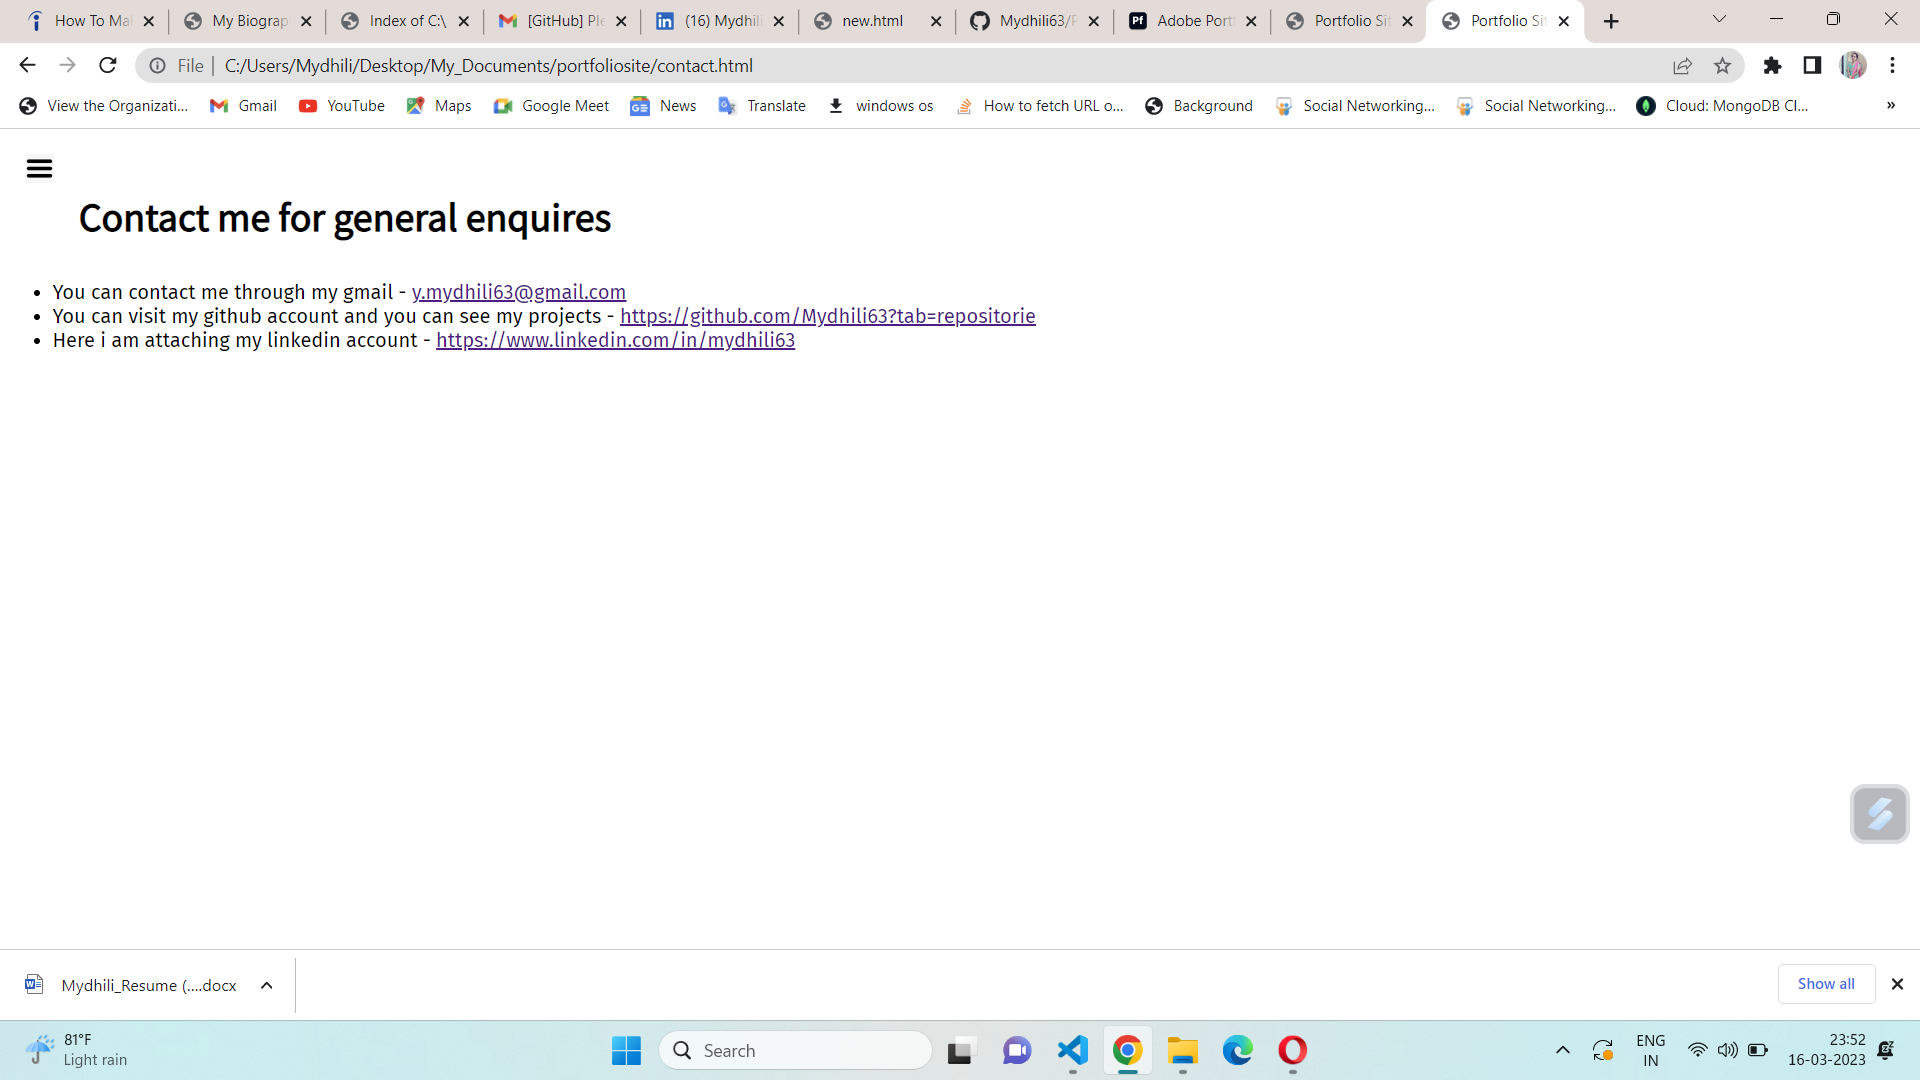 How To Mal
My Biograp
Index of C:\
[GitHub] Ple
(16) Mydhili
new.html
Mydhili63/P
Adobe Portf
Portfolio Sit
Portfolio Sit
File | C:/Users/Mydhili/Desktop/My_Documents/portfoliosite/contact.html
View the Organizati...
Gmail
YouTube
Maps
Google Meet
News
Translate
windows os
How to fetch URL o...
Background
Social Networking...
Social Networking...
Cloud: MongoDB Cl...
»
Contact me for general enquires
• You can contact me through my gmail - y.mydhili63@gmail.com
• You can visit my github account and you can see my projects - https://github.com/Mydhili63?tab=repositorie
• Here i am attaching my linkedin account - https://www.linkedin.com/in/mydhili63
Mydhili_Resume (....docx
Show all
81°F
Light rain
Search
ENG
IN
23:52
16-03-2023